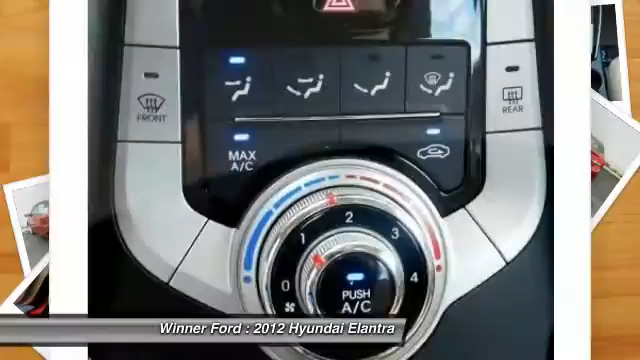 FRONT
REAR
MAX
A/C
0
1
2
3
4
PUSH
A/C
Winner Ford : 2012 Hyundai Elantra